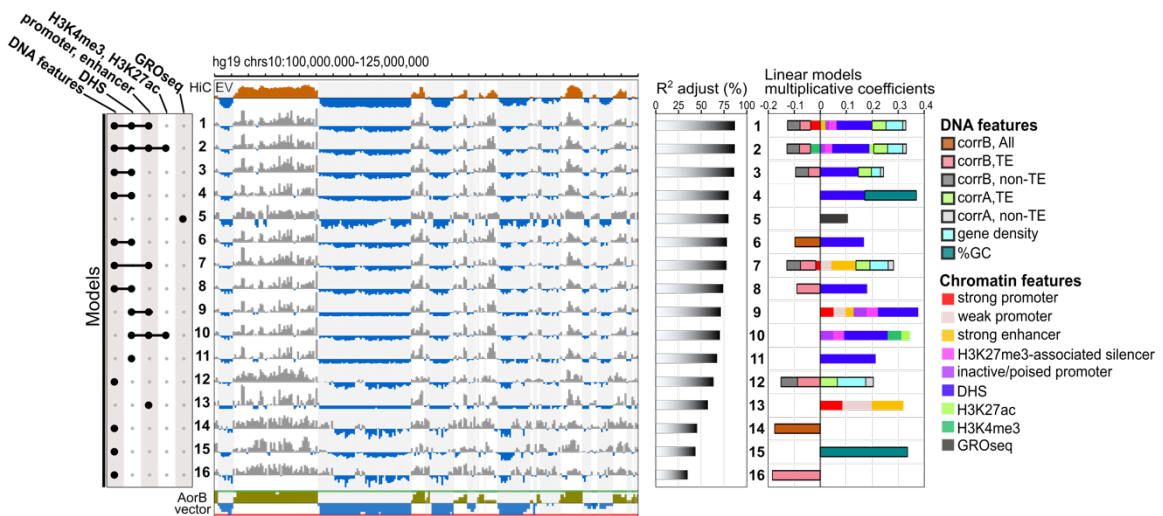 H3K4me3, H3K27ac
promoter, enhancer
DNA features
DHS
GROseq
hg19 chrs10:100,000.000-125,000,000
HiC EV
R² adjust (%)
0 25 50 75 100
Linear models
multiplicative coefficients
-0.2 -0.1 0 0.1 0.2 0.3 0.4
Models
1
2
3
4
5
6
7
8
9
10
11
12
13
14
15
16
AorB
vector
1
2
3
4
5
6
7
8
9
10
11
12
13
14
15
16
DNA features
corrB, All
corrB,TE
corrB, non-TE
corrA,TE
corrA, non-TE
gene density
%GC
Chromatin features
strong promoter
weak promoter
strong enhancer
H3K27me3-associated silencer
inactive/poised promoter
DHS
H3K27ac
H3K4me3
GROseq